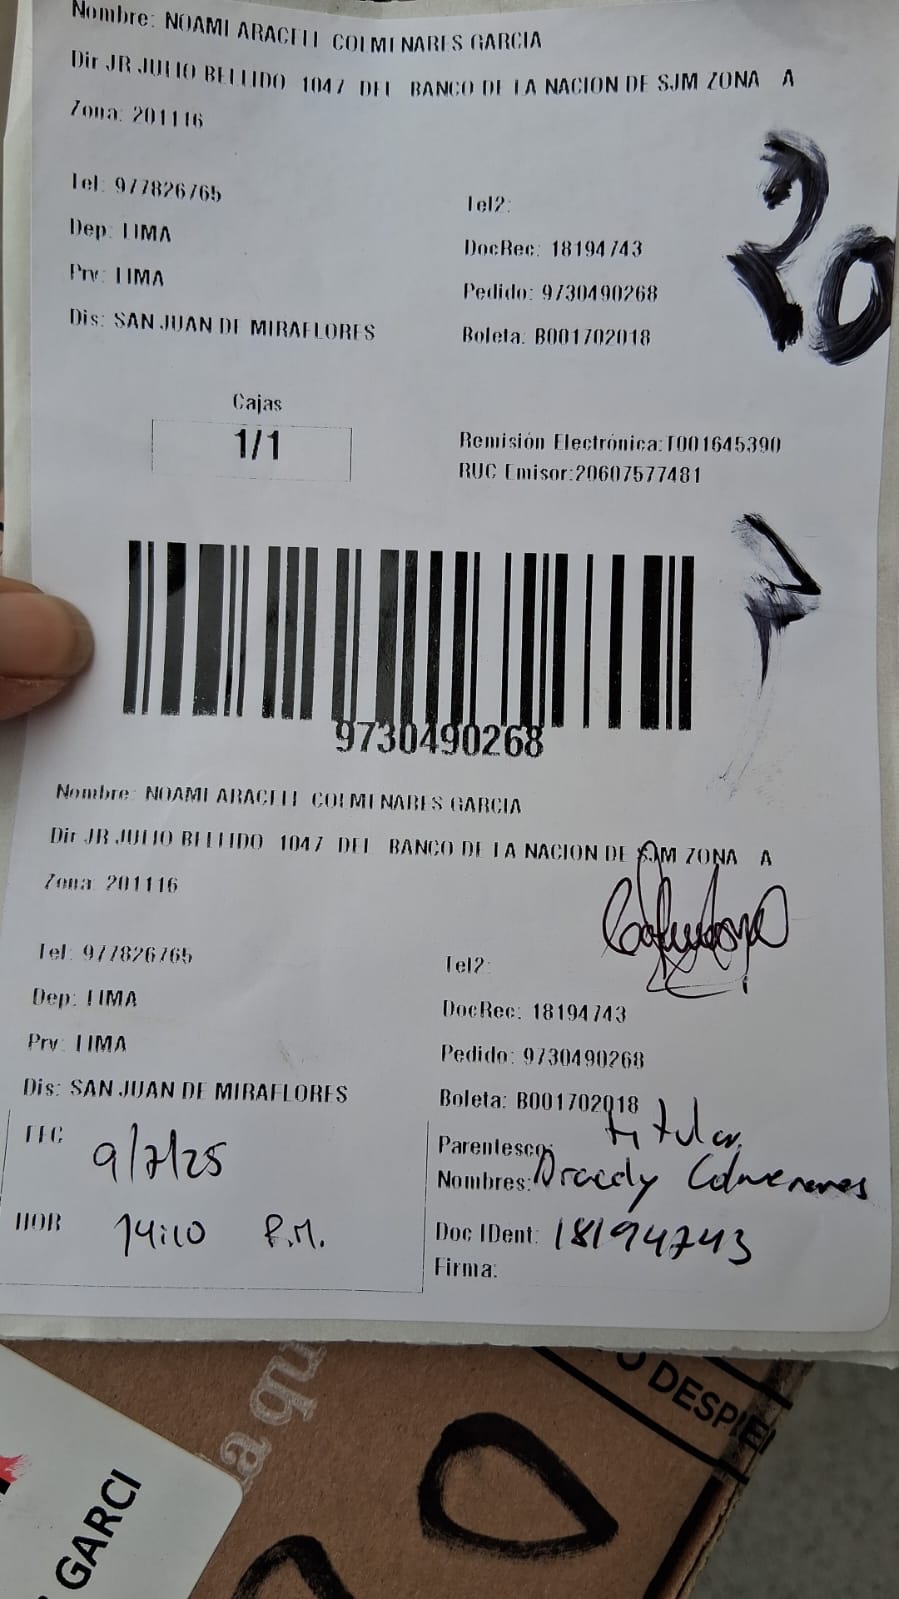 Nombre: NOAMI ARACELI COLMENARES GARCIA
Dir JR JULIO BELLIDO 1047 DEL BANCO DE LA NACION DE SJM ZONA A
Zona: 201116
Tel: 977826765
Tel2:
Dep: LIMA
DocRec: 18194743
Prv: LIMA
Pedido: 9730490268
Dis: SAN JUAN DE MIRAFLORES
Boleta: B001702018
20
Cajas
1/1
Remisión Electrónica:T001645390
RUC Emisor:20607577481
9730490268
Nombre: NOAMI ARACELI COLMENARES GARCIA
Dir JR JULIO BELLIDO 1047 DEL BANCO DE LA NACION DE SJM ZONA A
Zona: 201116
Tel: 977826765
Tel2:
Dep: LIMA
DocRec: 18194743
Prv: LIMA
Pedido: 9730490268
Dis: SAN JUAN DE MIRAFLORES
Boleta: B001702018
FEC 9/7/25
Parentesco: titular.
Nombres: Colmenares
HOR 14:10 P.M.
Doc IDent: 18194743
Firma:
a qu
O DESPIE
GARCI